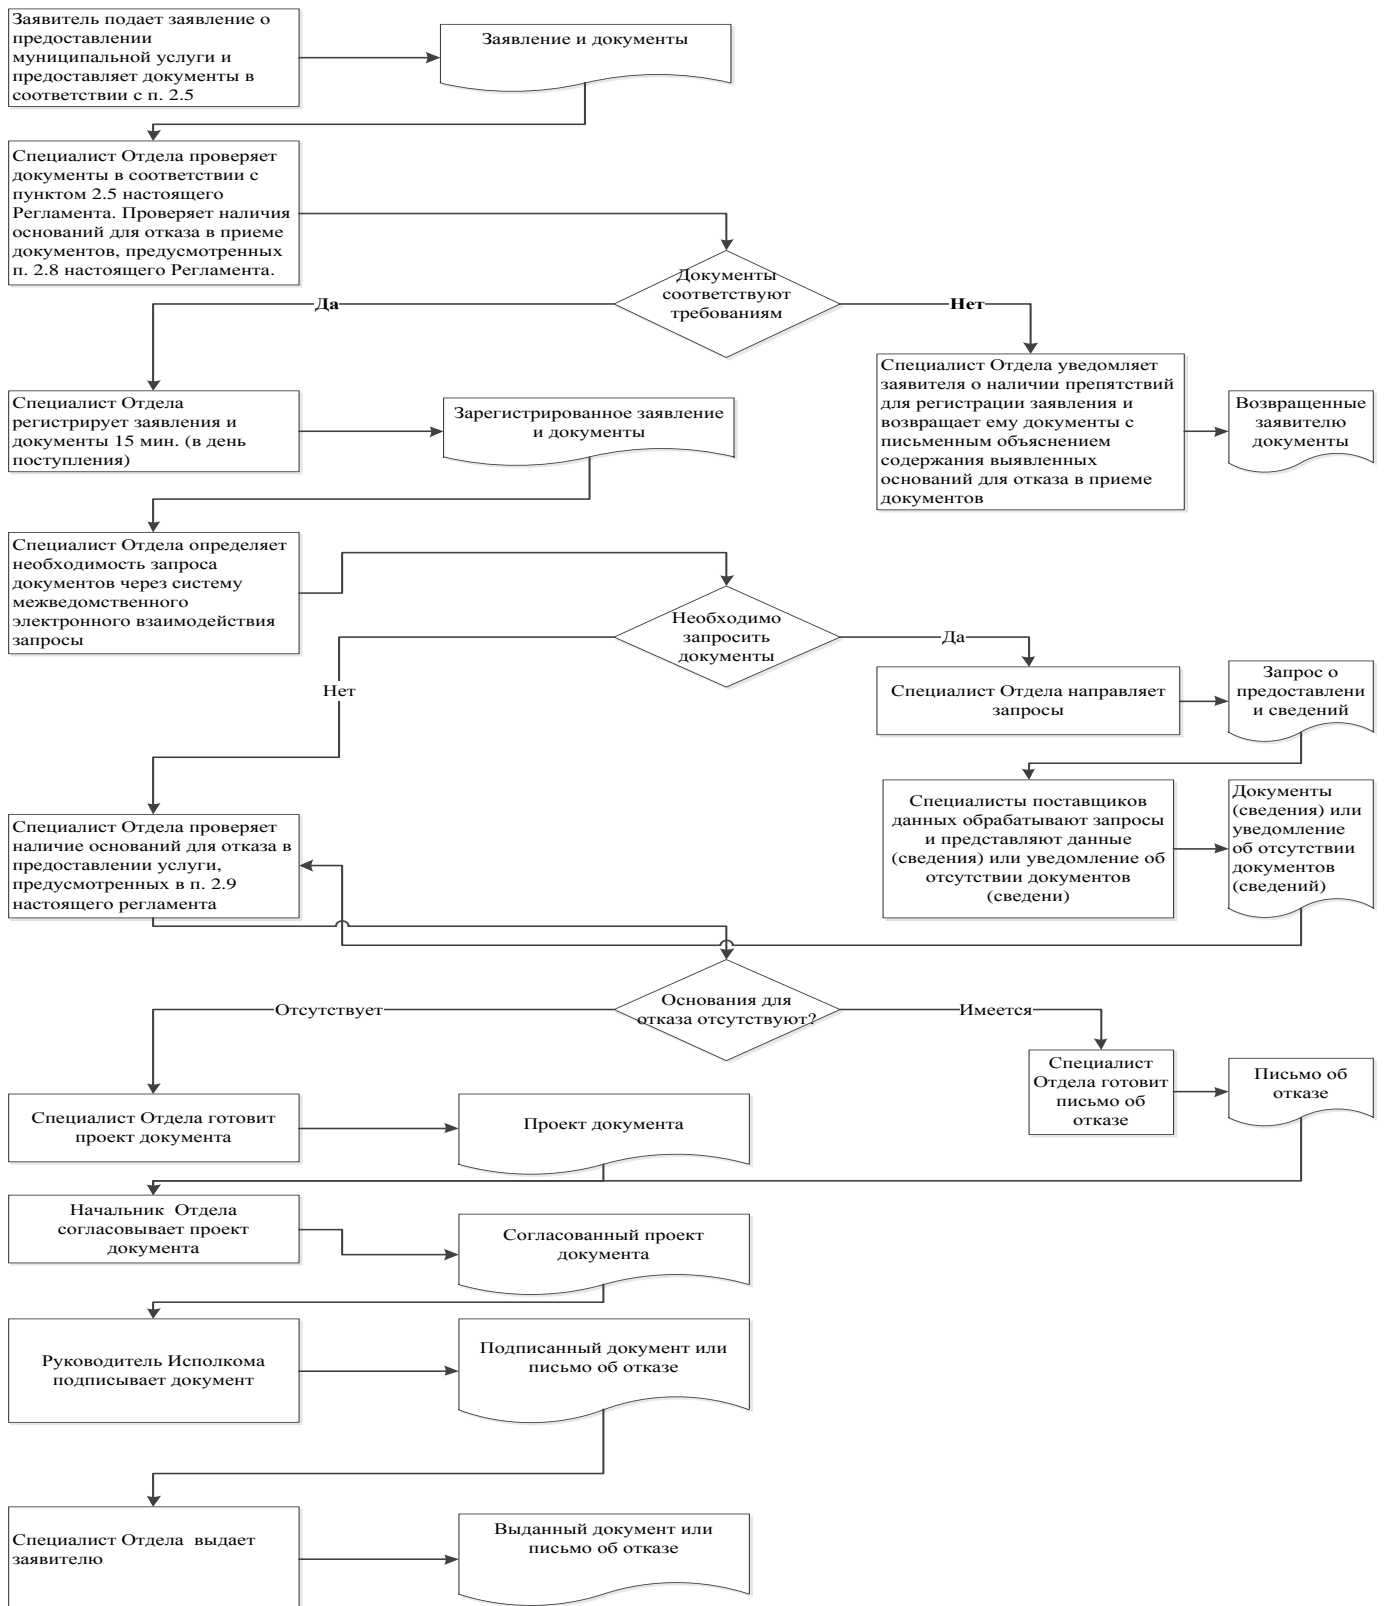 Заявитель подает заявление о
предоставлении
муниципальной услуги и
предоставляет документы в
соответствии с п. 2.5
Заявление и документы
Специалист Отдела проверяет
документы в соответствии с
пунктом 2.5 настоящего
Регламента. Проверяет наличия
оснований для отказа в приеме
документов, предусмотренных
п. 2.8 настоящего Регламента.
Документы
соответствуют
требованиям
Да
Нет
Специалист Отдела
регистрирует заявления и
документы 15 мин. (в день
поступления)
Зарегистрированное заявление
и документы
Специалист Отдела уведомляет
заявителя о наличии препятствий
для регистрации заявления и
возвращает ему документы с
письменным объяснением
содержания выявленных
оснований для отказа в приеме
документов
Возвращенные
заявителю
документы
Специалист Отдела определяет
необходимость запроса
документов через систему
межведомственного
электронного взаимодействия
запросы
Необходимо
запросить
документы
Да
Нет
Специалист Отдела направляет
запросы
Запрос о
предоставлени
и сведений
Специалисты поставщиков
данных обрабатывают запросы
и представляют данные
(сведения) или уведомление об
отсутствии документов
(сведени)
Документы
(сведения) или
уведомление
об отсутствии
документов
(сведений)
Специалист Отдела проверяет
наличие оснований для отказа в
предоставлении услуги,
предусмотренных в п. 2.9
настоящего регламента
Основания для
отказа отсутствуют?
Отсутствует
Имеется
Специалист
Отдела готовит
письмо об
отказе
Письмо об
отказе
Специалист Отдела готовит
проект документа
Проект документа
Начальник  Отдела
согласовывает проект
документа
Согласованный проект
документа
Руководитель Исполкома
подписывает документ
Подписанный документ или
письмо об отказе
Специалист Отдела  выдает
заявителю
Выданный документ или
письмо об отказе